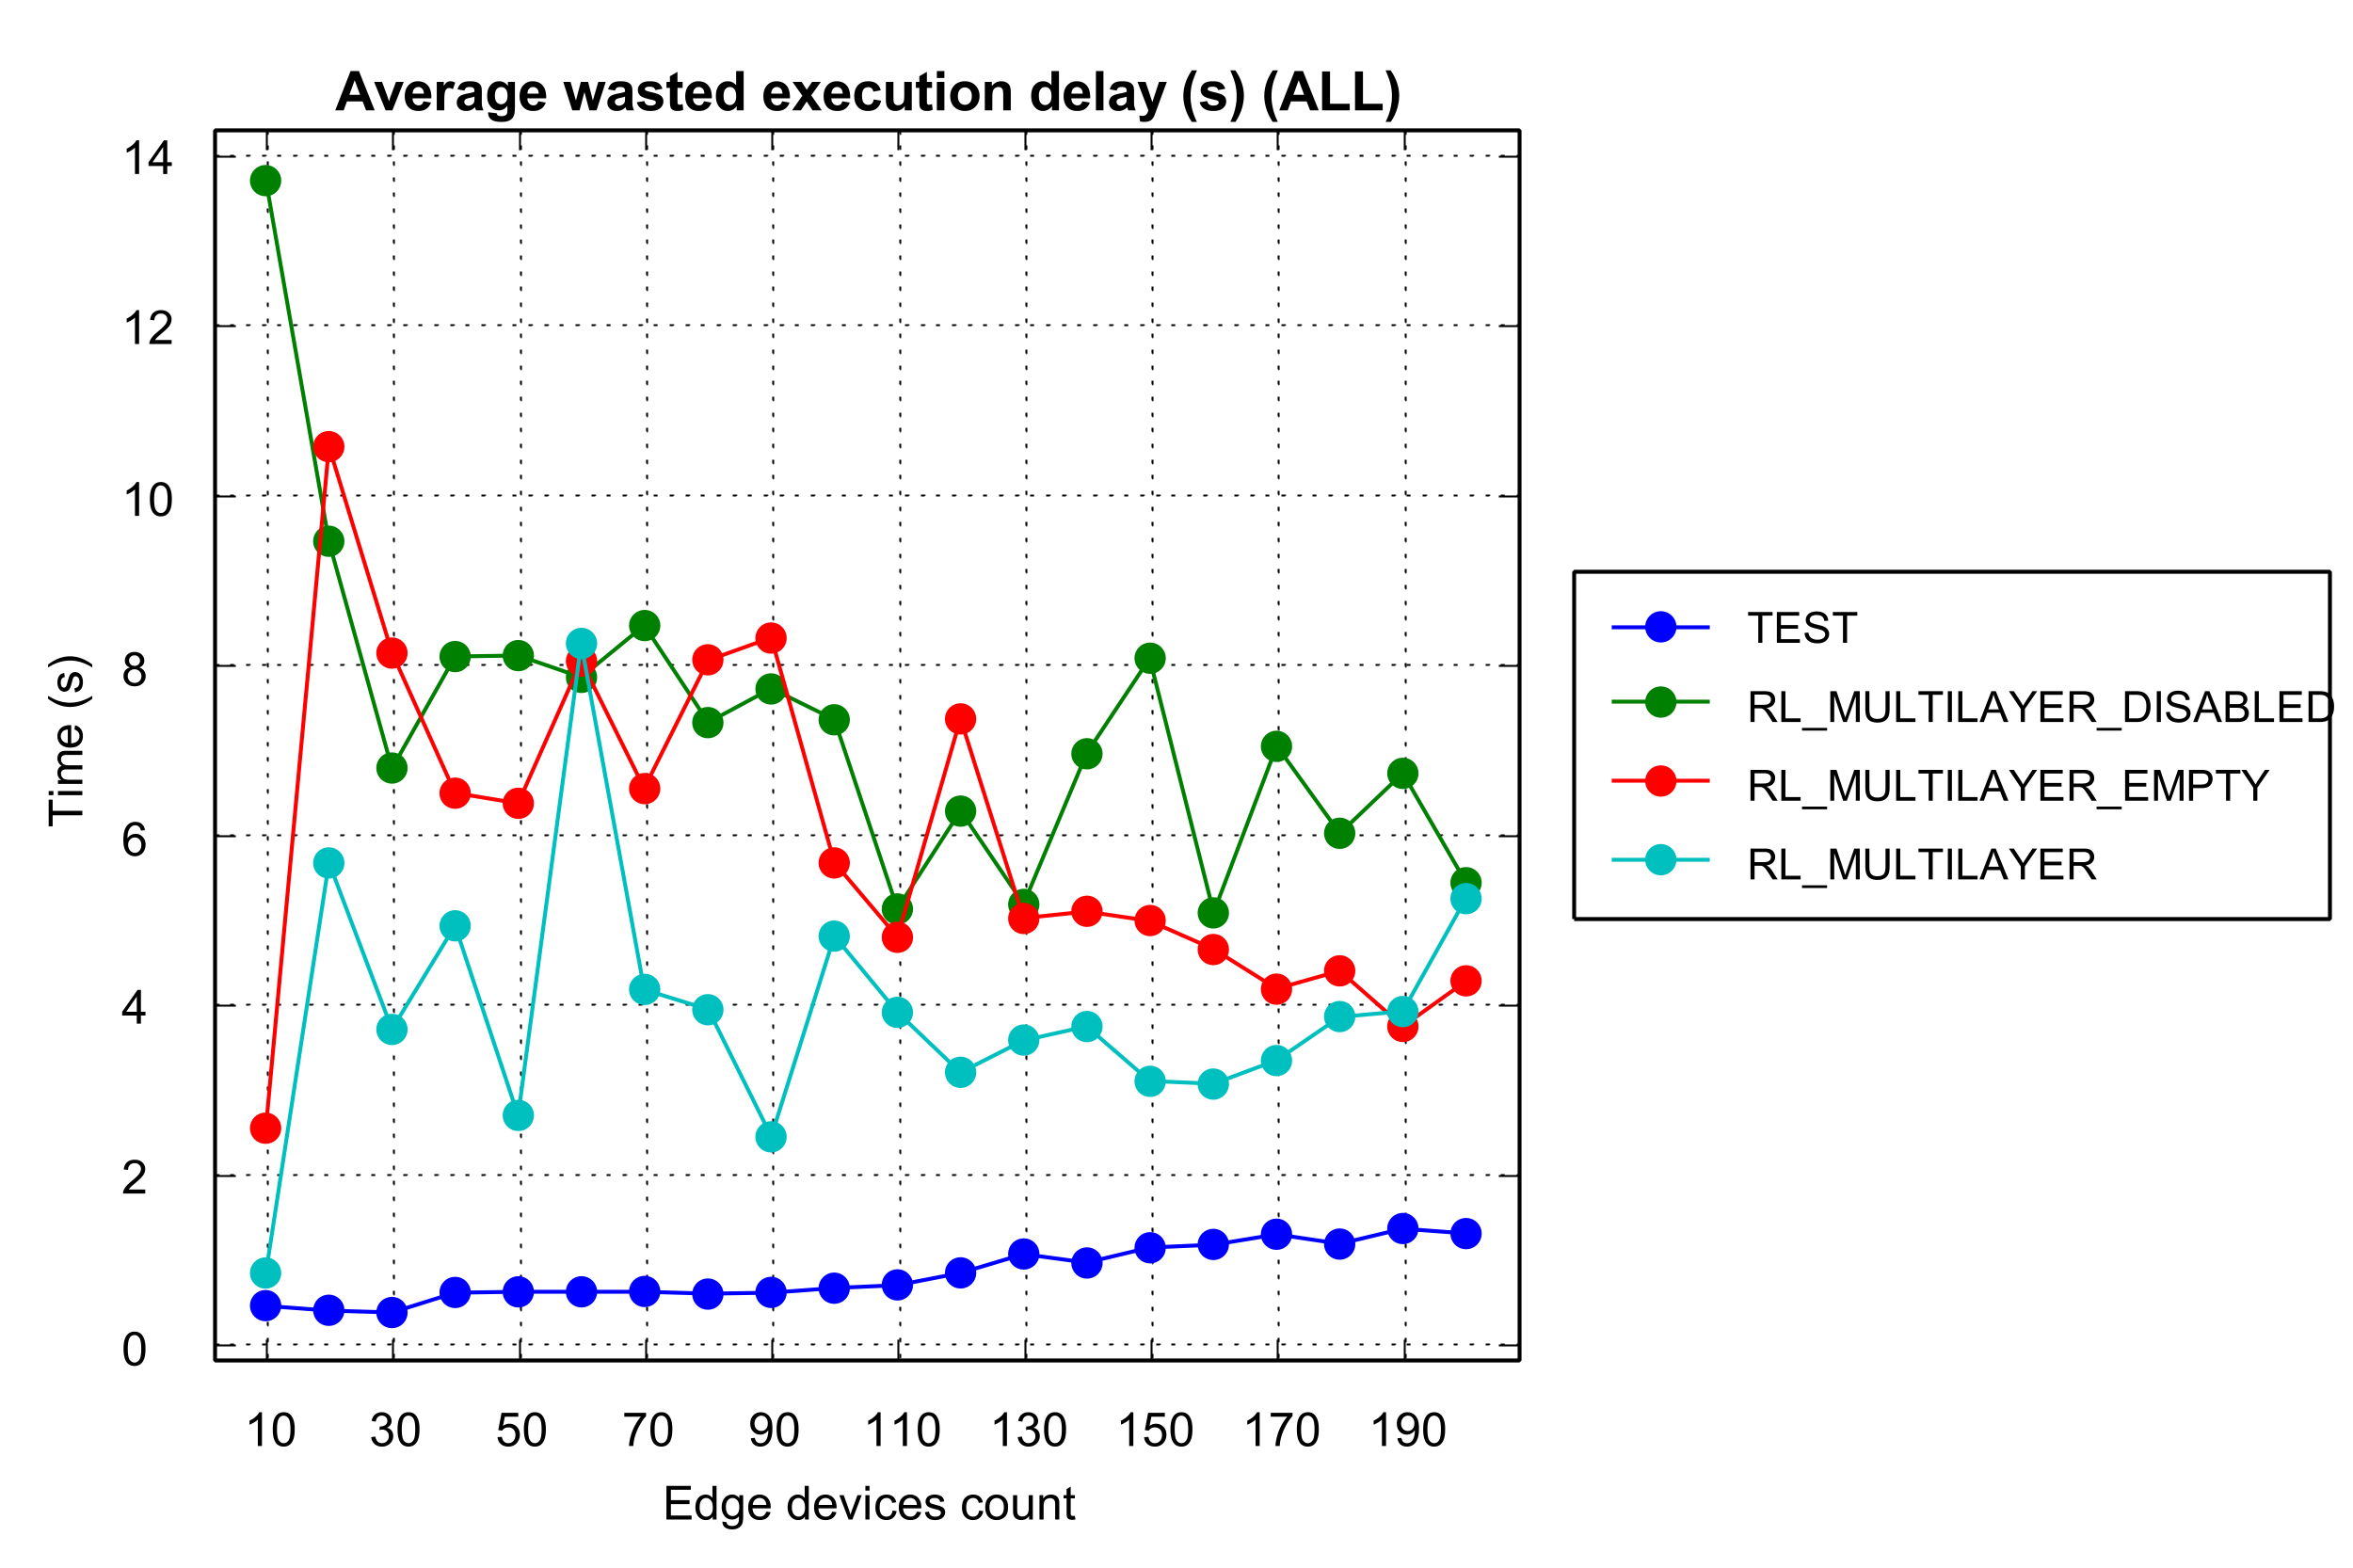 Average wasted execution delay (s) (ALL)
14
12
10
8
6
4
2
0
Time (s)
10 30 50 70 90 110 130 150 170 190
Edge devices count
TEST
RL_MULTILAYER_DISABLED
RL_MULTILAYER_EMPTY
RL_MULTILAYER